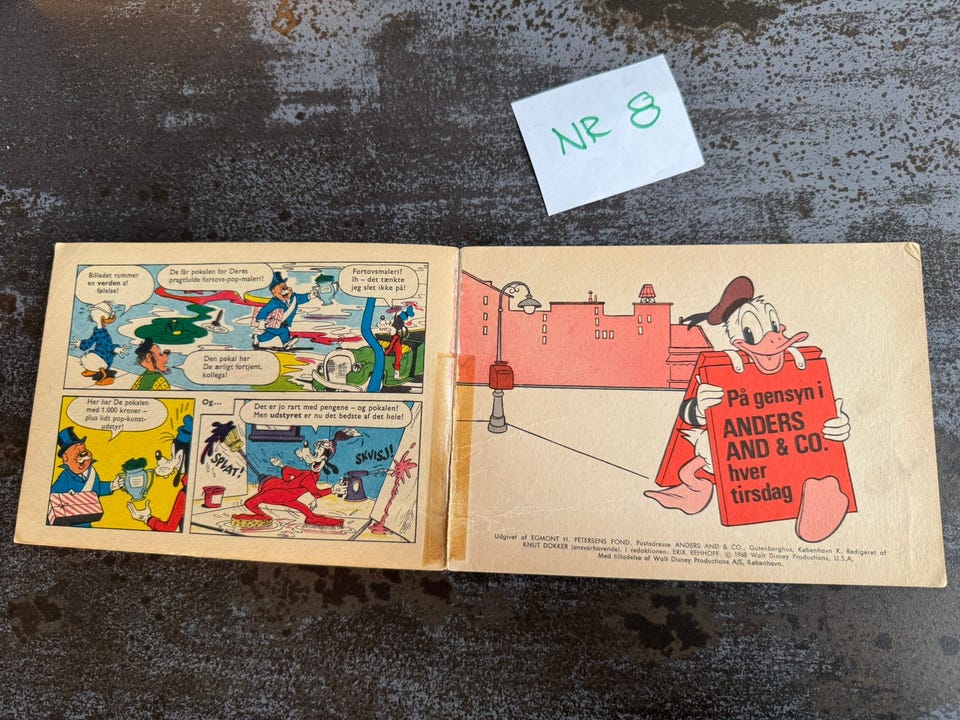 NR 8
Billedet rummer
en verden af
følelse!
De får pokalen for Deres
pragtfulde fortovs-pop-maleri!
Fortovsmaleri?
Ih – det tænkte
jeg slet ikke på!
Den pokal har
De ærligt fortjent,
kollega!
Her har De pokalen
med 1.000 kroner –
plus lidt pop-kunst-
udstyr!
Og...
Det er jo rart med pengene – og pokalen!
Men udstyret er nu det bedste af det hele!
SPLAT!
SKVISJ!
På gensyn i
ANDERS
AND & CO.
hver
tirsdag
Udgivet af EGMONT H. PETERSENS FOND. Postadresse: ANDERS AND & CO., Gutenberghus, København K. Redigeret af
KNUT DOKKER (ansvarhavende). I redaktionen: ERIK REHHOFF. © 1968 Walt Disney Productions, U.S.A.
Med tilladelse af Walt Disney Productions A/S, København.